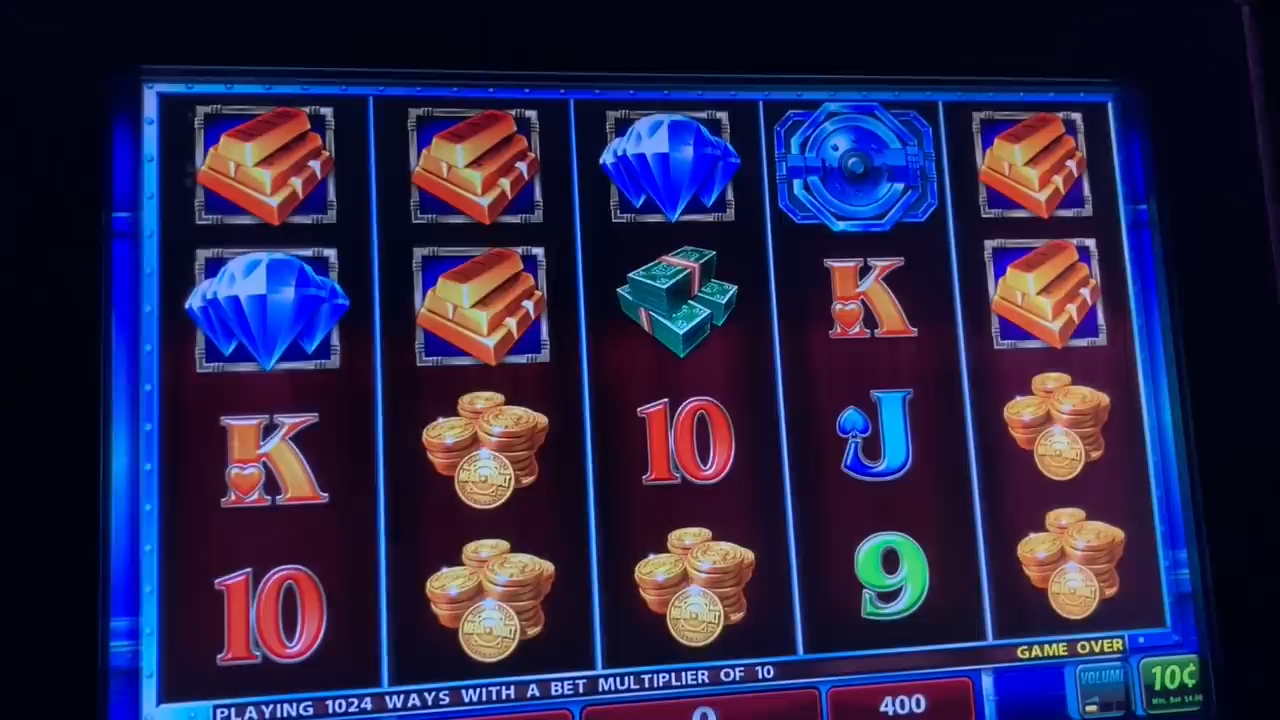 K
K
10
J
10
9
GAME OVER
PLAYING 1024 WAYS WITH A BET MULTIPLIER OF 10
VOLUME
10¢
0
400